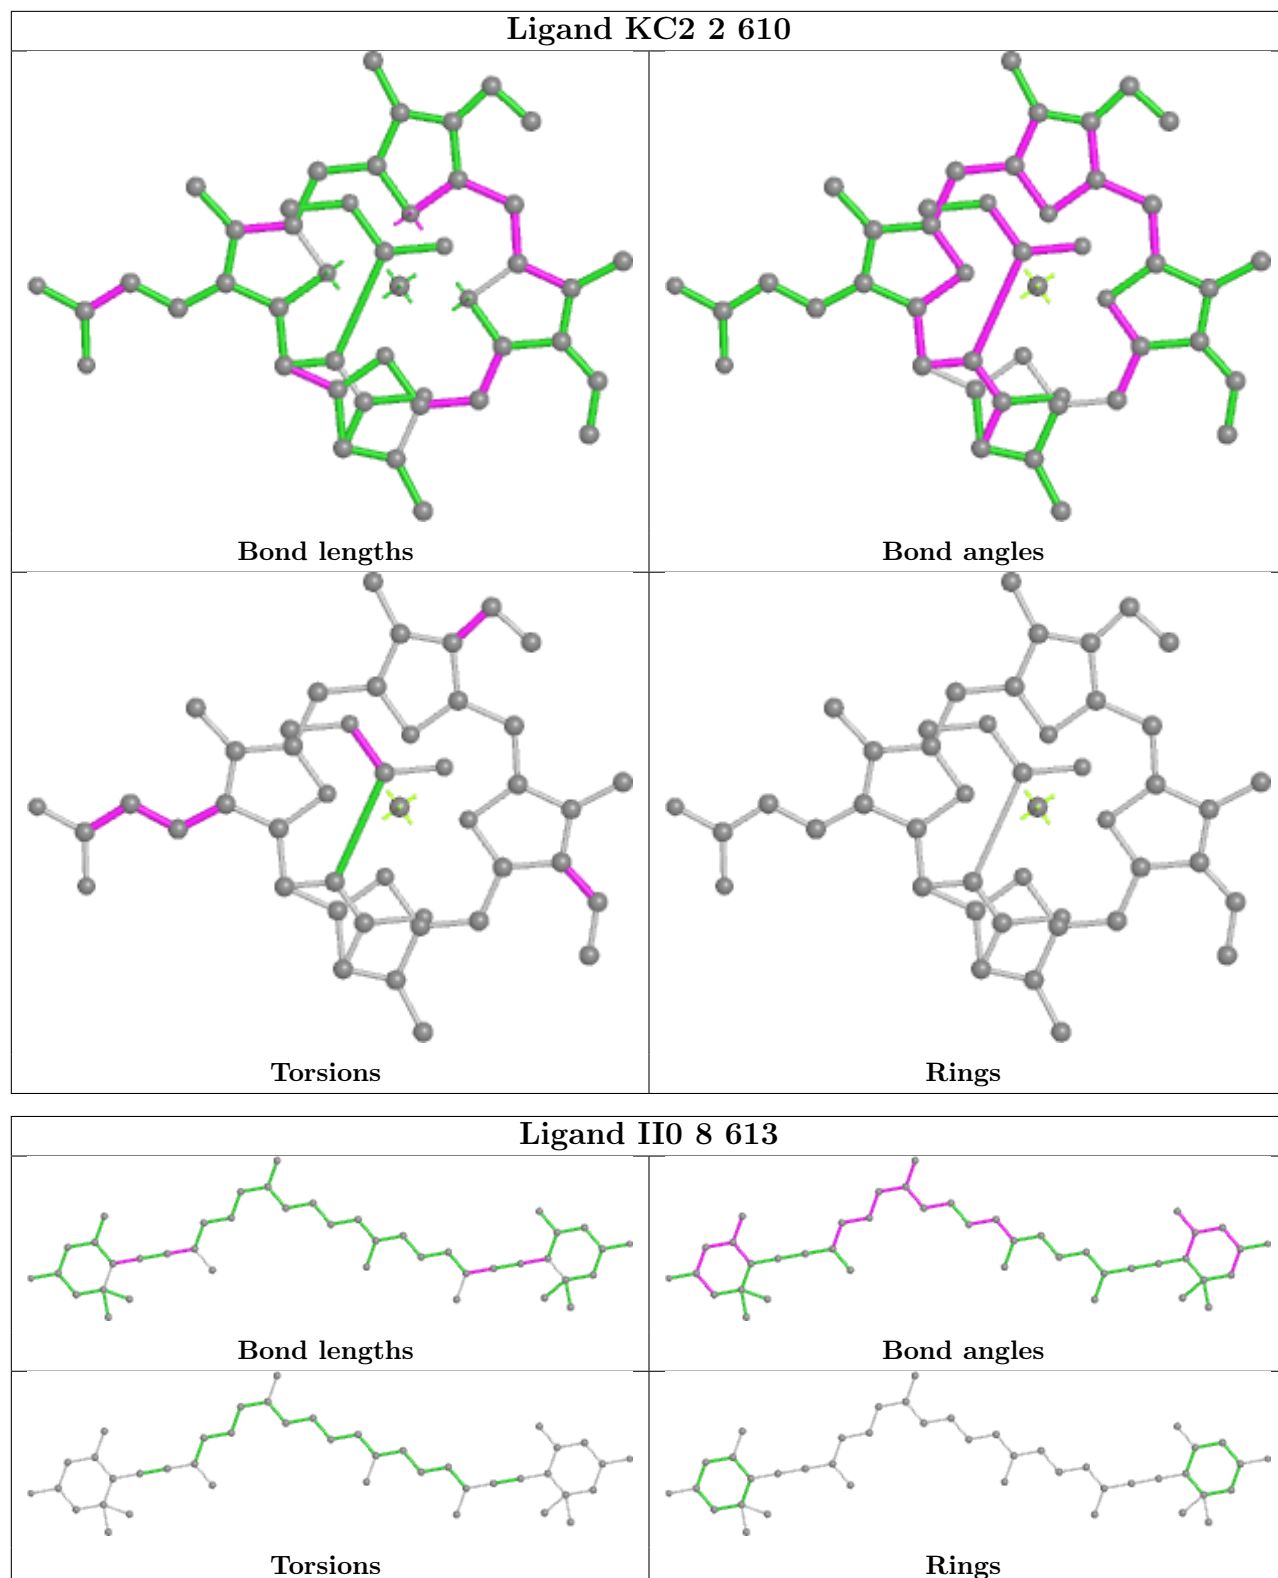 Ligand KC2 2 610
Bond lengths
Bond angles
Torsions
Rings
Ligand II0 8 613
Bond lengths
Bond angles
Torsions
Rings